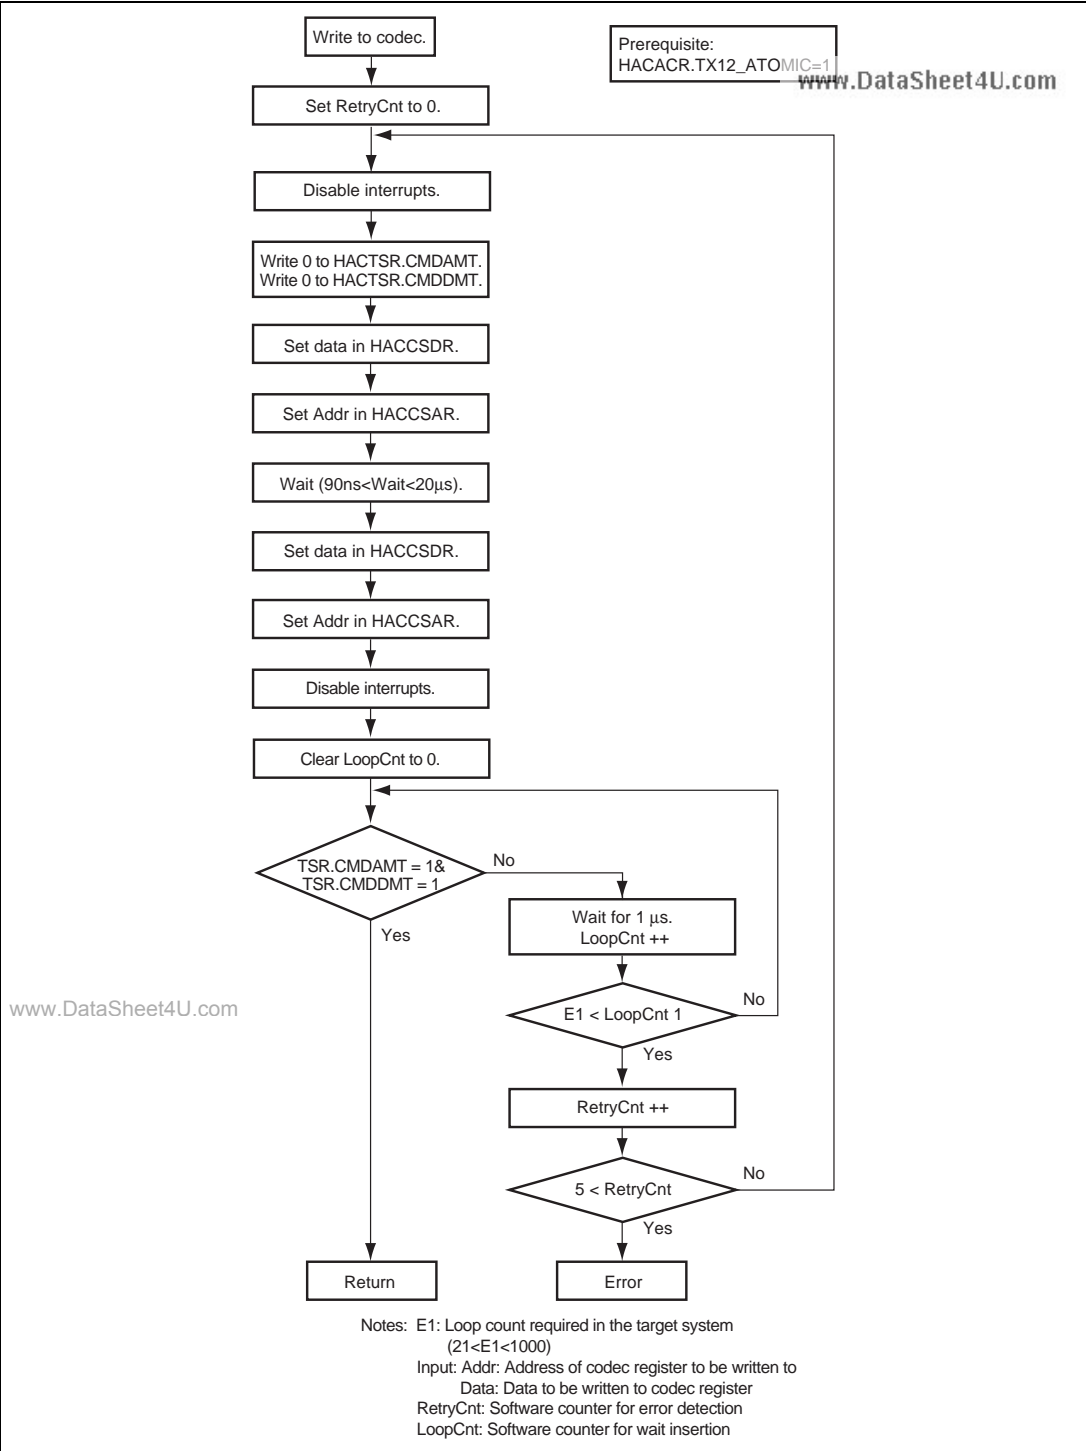 Write to codec.
Prerequisite:
HACACR.TX12_ATOMIC=1
www.DataSheet4U.com
Set RetryCnt to 0.
Disable interrupts.
Write 0 to HACTSR.CMDAMT.
Write 0 to HACTSR.CMDDMT.
Set data in HACCSDR.
Set Addr in HACCSAR.
Wait (90ns<Wait<20μs).
Set data in HACCSDR.
Set Addr in HACCSAR.
Disable interrupts.
Clear LoopCnt to 0.
TSR.CMDAMT = 1&
TSR.CMDDMT = 1
No
Yes
Wait for 1 μs.
LoopCnt ++
www.DataSheet4U.com
E1 < LoopCnt 1
No
Yes
RetryCnt ++
5 < RetryCnt
No
Yes
Return
Error
Notes: E1: Loop count required in the target system
(21<E1<1000)
Input: Addr: Address of codec register to be written to
Data: Data to be written to codec register
RetryCnt: Software counter for error detection
LoopCnt: Software counter for wait insertion